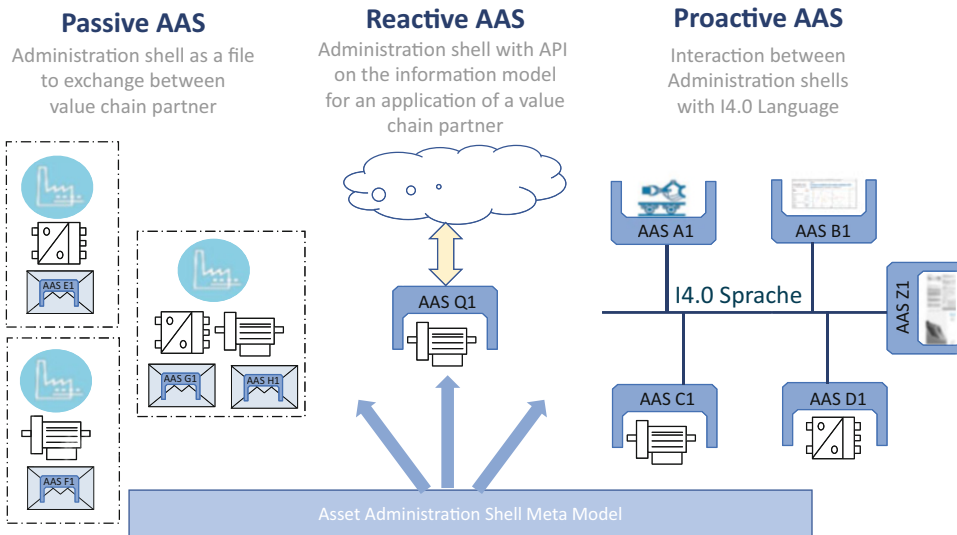 Passive AAS
Administration shell as a file
to exchange between
value chain partner
Reactive AAS
Administration shell with API
on the information model
for an application of a value
chain partner
Proactive AAS
Interaction between
Administration shells
with I4.0 Language
AAS E1
AAS G1
AAS H1
AAS F1
AAS Q1
AAS A1
AAS B1
I4.0 Sprache
AAS Z1
AAS C1
AAS D1
Asset Administration Shell Meta Model